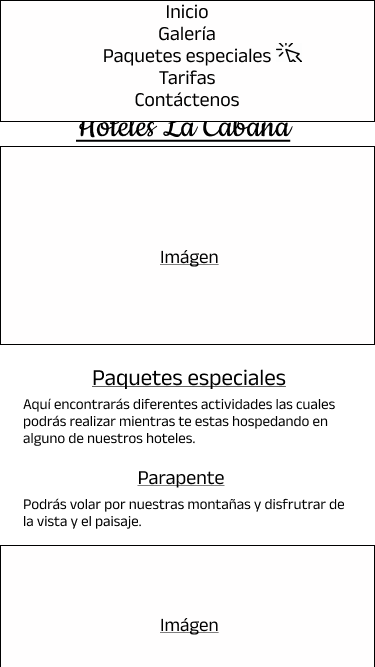 Inicio
Galería
Paquetes especiales
Tarifas
Contáctenos
Hoteles La Cabaña
Imágen
Paquetes especiales
Aquí encontrarás diferentes actividades las cuales
podrás realizar mientras te estas hospedando en
alguno de nuestros hoteles.
Parapente
Podrás volar por nuestras montañas y disfrutrar de
la vista y el paisaje.
Imágen